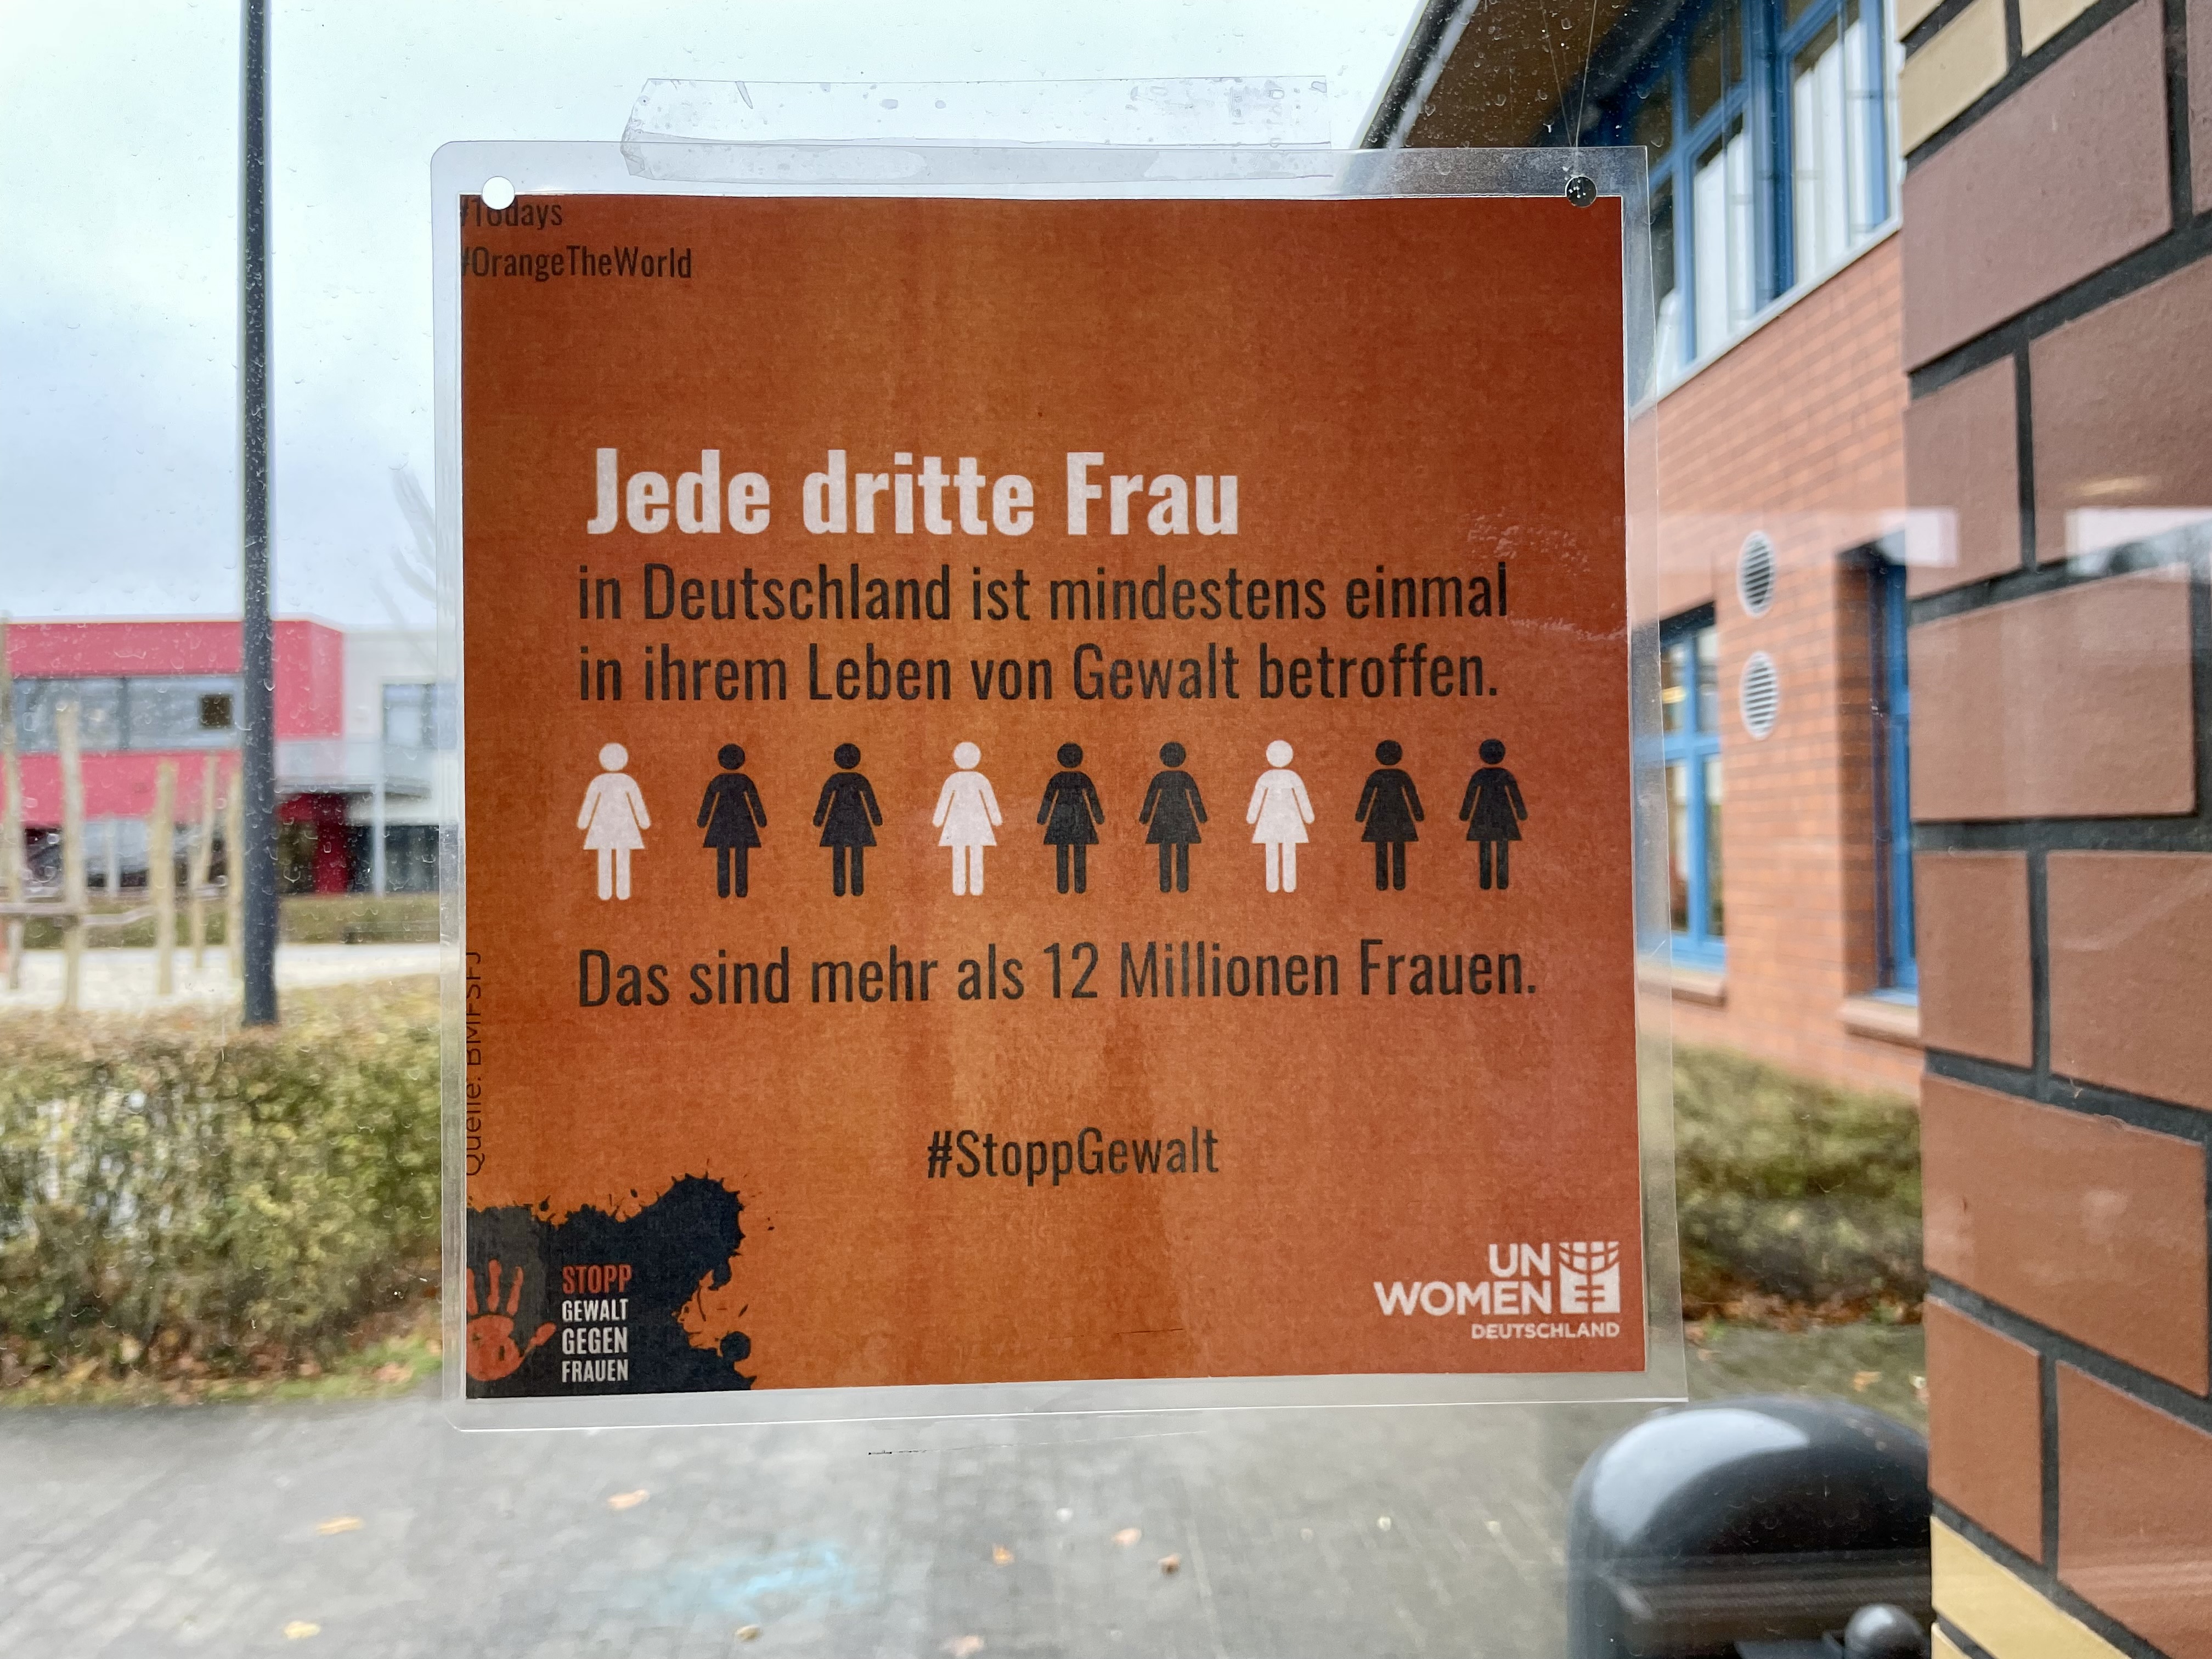 #16days
#OrangeTheWorld
Jede dritte Frau
in Deutschland ist mindestens einmal
in ihrem Leben von Gewalt betroffen.
Das sind mehr als 12 Millionen Frauen.
Quelle: BMFSFJ
#StoppGewalt
STOPP
GEWALT
GEGEN
FRAUEN
UN
WOMEN
DEUTSCHLAND